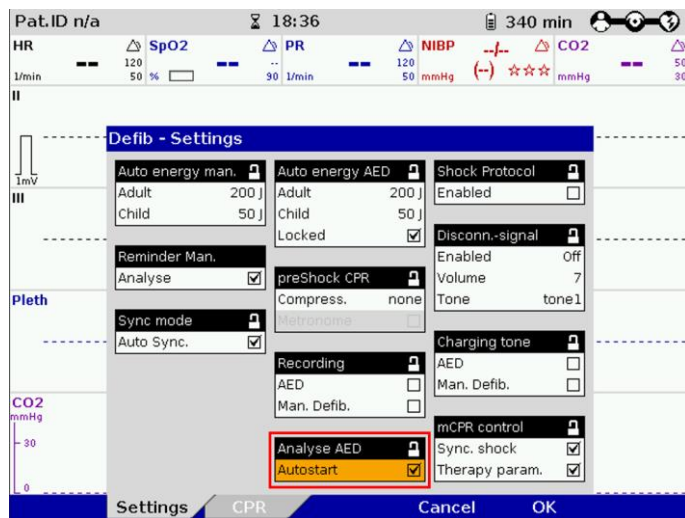 Pat.ID n/a 18:36 340 min
HR SpO2 PR NIBP --/-- CO2
-- 120 -- -- -- 120 (--) -- 50
1/min 50 % 90 1/min 50 mmHg mmHg 30
II
1mV
III
Pleth
CO2
mmHg
30
0
Defib - Settings
Auto energy man.
Adult 200 J
Child 50 J
Reminder Man.
Analyse
Sync mode
Auto Sync.
Auto energy AED
Adult 200 J
Child 50 J
Locked
preShock CPR
Compress. none
Metronome
Recording
AED
Man. Defib.
Analyse AED
Autostart
Shock Protocol
Enabled
Disconn.-signal
Enabled Off
Volume 7
Tone tone1
Charging tone
AED
Man. Defib.
mCPR control
Sync. shock
Therapy param.
Settings CPR Cancel OK